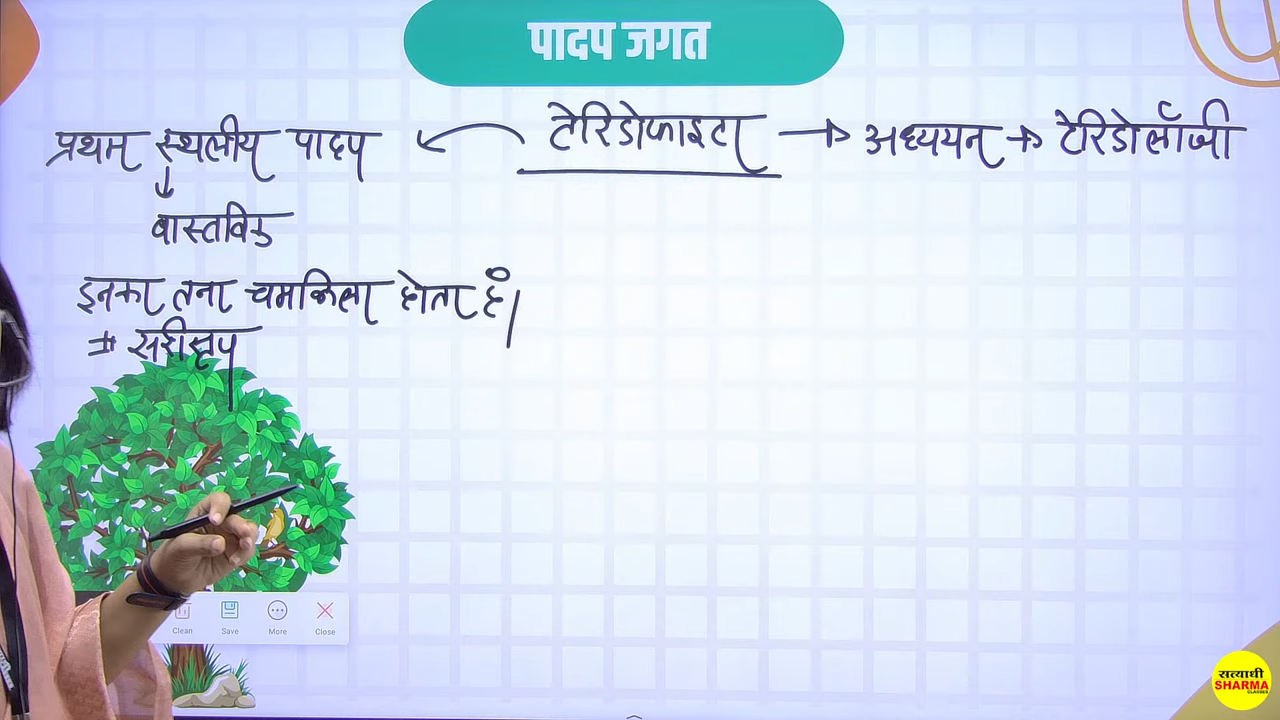 पादप जगत
प्रथम स्थलीय पादप ← टेरिडोफाइटा → अध्ययन → टेरिडोलॉजी
↓
वास्तविक
इनका तना चमकिला होता है।
# सरीसृप
Clean Save More Close
सत्यार्थी
SHARMA
CLASSES